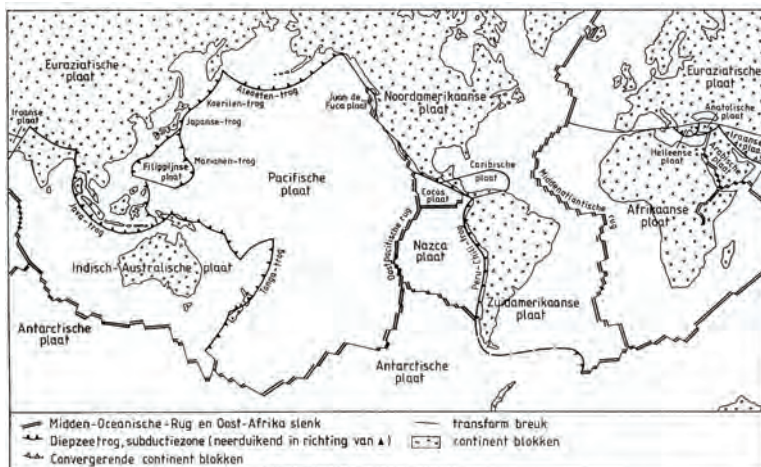 Euraziatische
plaat
Iraanse
plaat
Aleoeten-trog
Koerilen-trog
Japanse-trog
Marianen-trog
Filippijnse
plaat
Java-trog
Indisch-Australische plaat
Tonga-trog
Antarctische
plaat
Pacifische
plaat
Juan de
Fuca plaat
Noordamerikaanse
plaat
Caribische
plaat
Cocos
plaat
Oostpacifische rug
Nazca
plaat
Peru-Chili-trog
Zuidamerikaanse
plaat
Antarctische
plaat
Middenatlantische
rug
Euraziatische
plaat
Anatolische
plaat
Helleense
plaat
Iraanse
plaat
Arabische
plaat
Afrikaanse
plaat
Midden-Oceanische-Rug en Oost-Afrika slenk
Diepzeetrog, subductiezone (neerduikend in richting van ▲)
Convergerende continent blokken
transform breuk
continent blokken